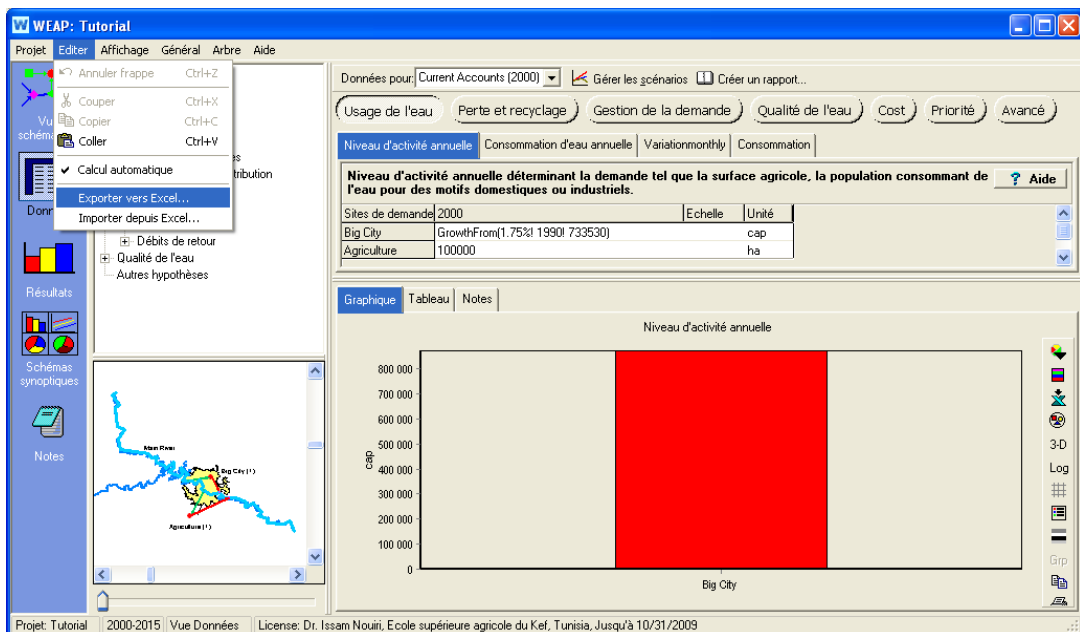 WEAP: Tutorial
Projet Editer Affichage Général Arbre Aide
Annuler frappe Ctrl+Z
Couper Ctrl+X
Copier Ctrl+C
Coller Ctrl+V
Calcul automatique
Exporter vers Excel...
Importer depuis Excel...
Vu
schém
Donn
Résultats
Schémas
synoptiques
Notes
es
tribution
Débits de retour
Qualité de l'eau
Autres hypothèses
Main River
Big City (1)
Agriculture (1)
Données pour: Current Accounts (2000) Gérer les scénarios Créer un rapport...
Usage de l'eau Perte et recyclage Gestion de la demande Qualité de l'eau Cost Priorité Avancé
Niveau d'activité annuelle Consommation d'eau annuelle Variationmonthly Consommation
Niveau d'activité annuelle déterminant la demande tel que la surface agricole, la population consommant de
l'eau pour des motifs domestiques ou industriels.
? Aide
Sites de demande 2000 Echelle Unité
Big City GrowthFrom(1.75%! 1990! 733530) cap
Agriculture 100000 ha
Graphique Tableau Notes
Niveau d'activité annuelle
800 000
700 000
600 000
500 000
400 000
300 000
200 000
100 000
0
cap
Big City
3-D
Log
Grp
Projet: Tutorial 2000-2015 Vue Données License: Dr. Issam Nouiri, Ecole supérieure agricole du Kef, Tunisia, Jusqu'à 10/31/2009